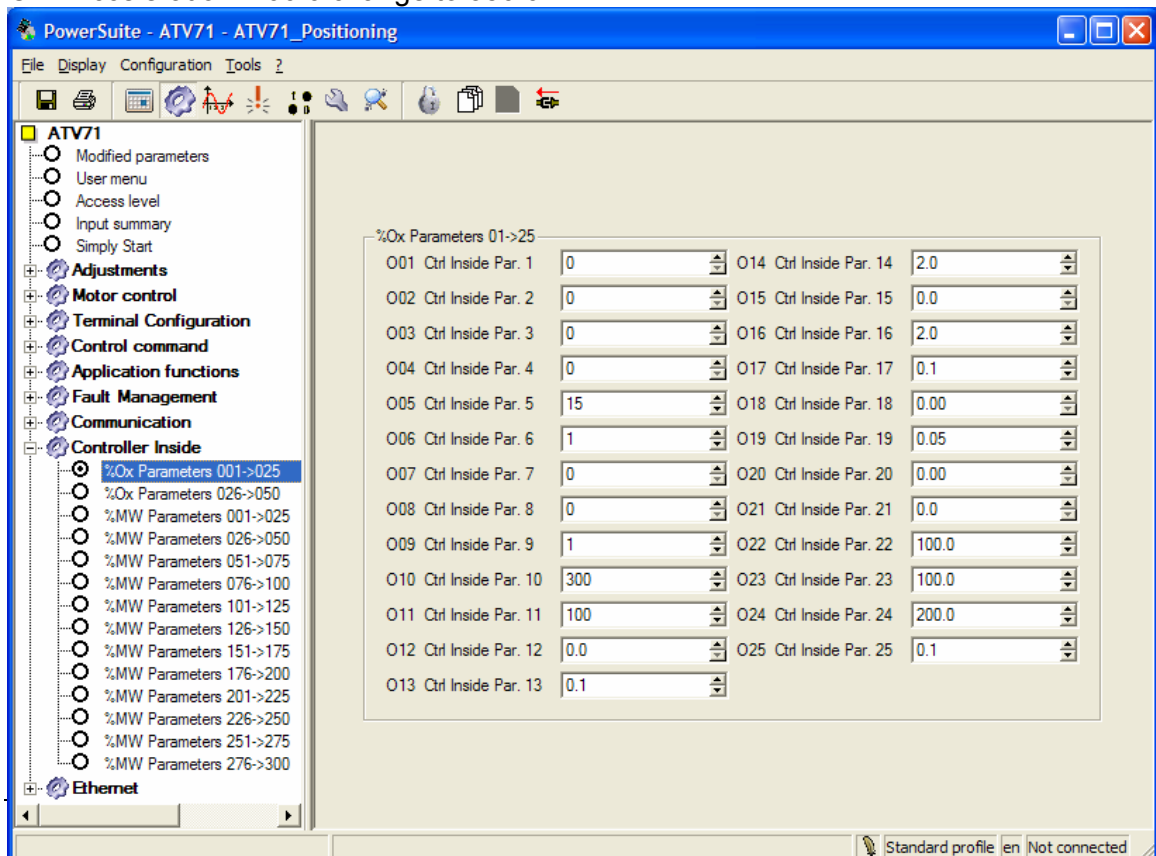 PowerSuite - ATV71 - ATV71_Positioning
File Display Configuration Tools ?
ATV71
Modified parameters
User menu
Access level
Input summary
Simply Start
Adjustments
Motor control
Terminal Configuration
Control command
Application functions
Fault Management
Communication
Controller Inside
%Ox Parameters 001->025
%Ox Parameters 026->050
%MW Parameters 001->025
%MW Parameters 026->050
%MW Parameters 051->075
%MW Parameters 076->100
%MW Parameters 101->125
%MW Parameters 126->150
%MW Parameters 151->175
%MW Parameters 176->200
%MW Parameters 201->225
%MW Parameters 226->250
%MW Parameters 251->275
%MW Parameters 276->300
Ethernet
%Ox Parameters 01->25
O01 Ctrl Inside Par. 1 0
O02 Ctrl Inside Par. 2 0
O03 Ctrl Inside Par. 3 0
O04 Ctrl Inside Par. 4 0
O05 Ctrl Inside Par. 5 15
O06 Ctrl Inside Par. 6 1
O07 Ctrl Inside Par. 7 0
O08 Ctrl Inside Par. 8 0
O09 Ctrl Inside Par. 9 1
O10 Ctrl Inside Par. 10 300
O11 Ctrl Inside Par. 11 100
O12 Ctrl Inside Par. 12 0.0
O13 Ctrl Inside Par. 13 0.1
O14 Ctrl Inside Par. 14 2.0
O15 Ctrl Inside Par. 15 0.0
O16 Ctrl Inside Par. 16 2.0
O17 Ctrl Inside Par. 17 0.1
O18 Ctrl Inside Par. 18 0.00
O19 Ctrl Inside Par. 19 0.05
O20 Ctrl Inside Par. 20 0.00
O21 Ctrl Inside Par. 21 0.0
O22 Ctrl Inside Par. 22 100.0
O23 Ctrl Inside Par. 23 100.0
O24 Ctrl Inside Par. 24 200.0
O25 Ctrl Inside Par. 25 0.1
Standard profile en Not connected